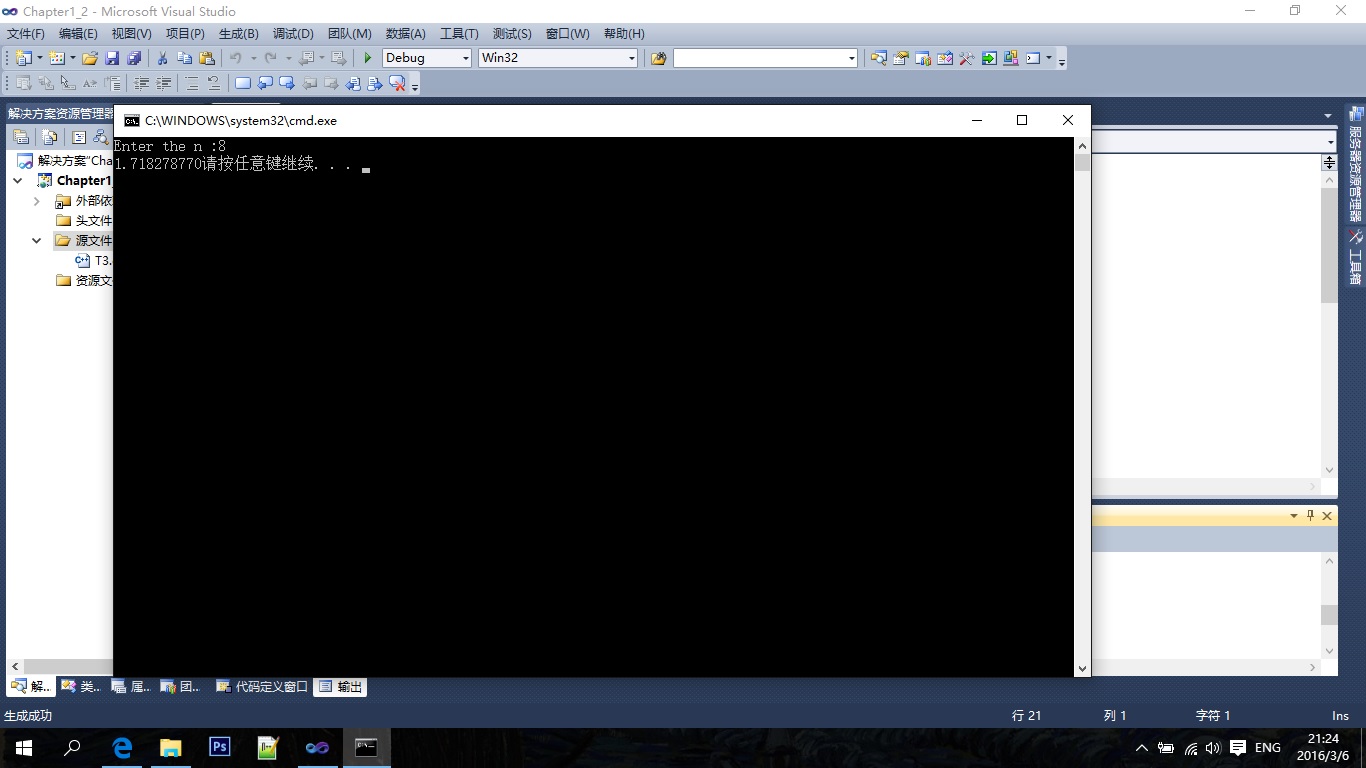 Chapter1_2 - Microsoft Visual Studio
文件(F) 编辑(E) 视图(V) 项目(P) 生成(B) 调试(D) 团队(M) 数据(A) 工具(T) 测试(S) 窗口(W) 帮助(H)
Debug Win32
解决方案资源管理器
C:\WINDOWS\system32\cmd.exe
Enter the n :8
1.718278770请按任意键继续. . .
解决方案"Cha
Chapter1_
外部依
头文件
源文件
T3.
资源文
服务器资源管理器
工具箱
解... 类... 属... 团... 代码定义窗口 输出
生成成功 行 21 列 1 字符 1 Ins
Ps ENG 21:24
2016/3/6